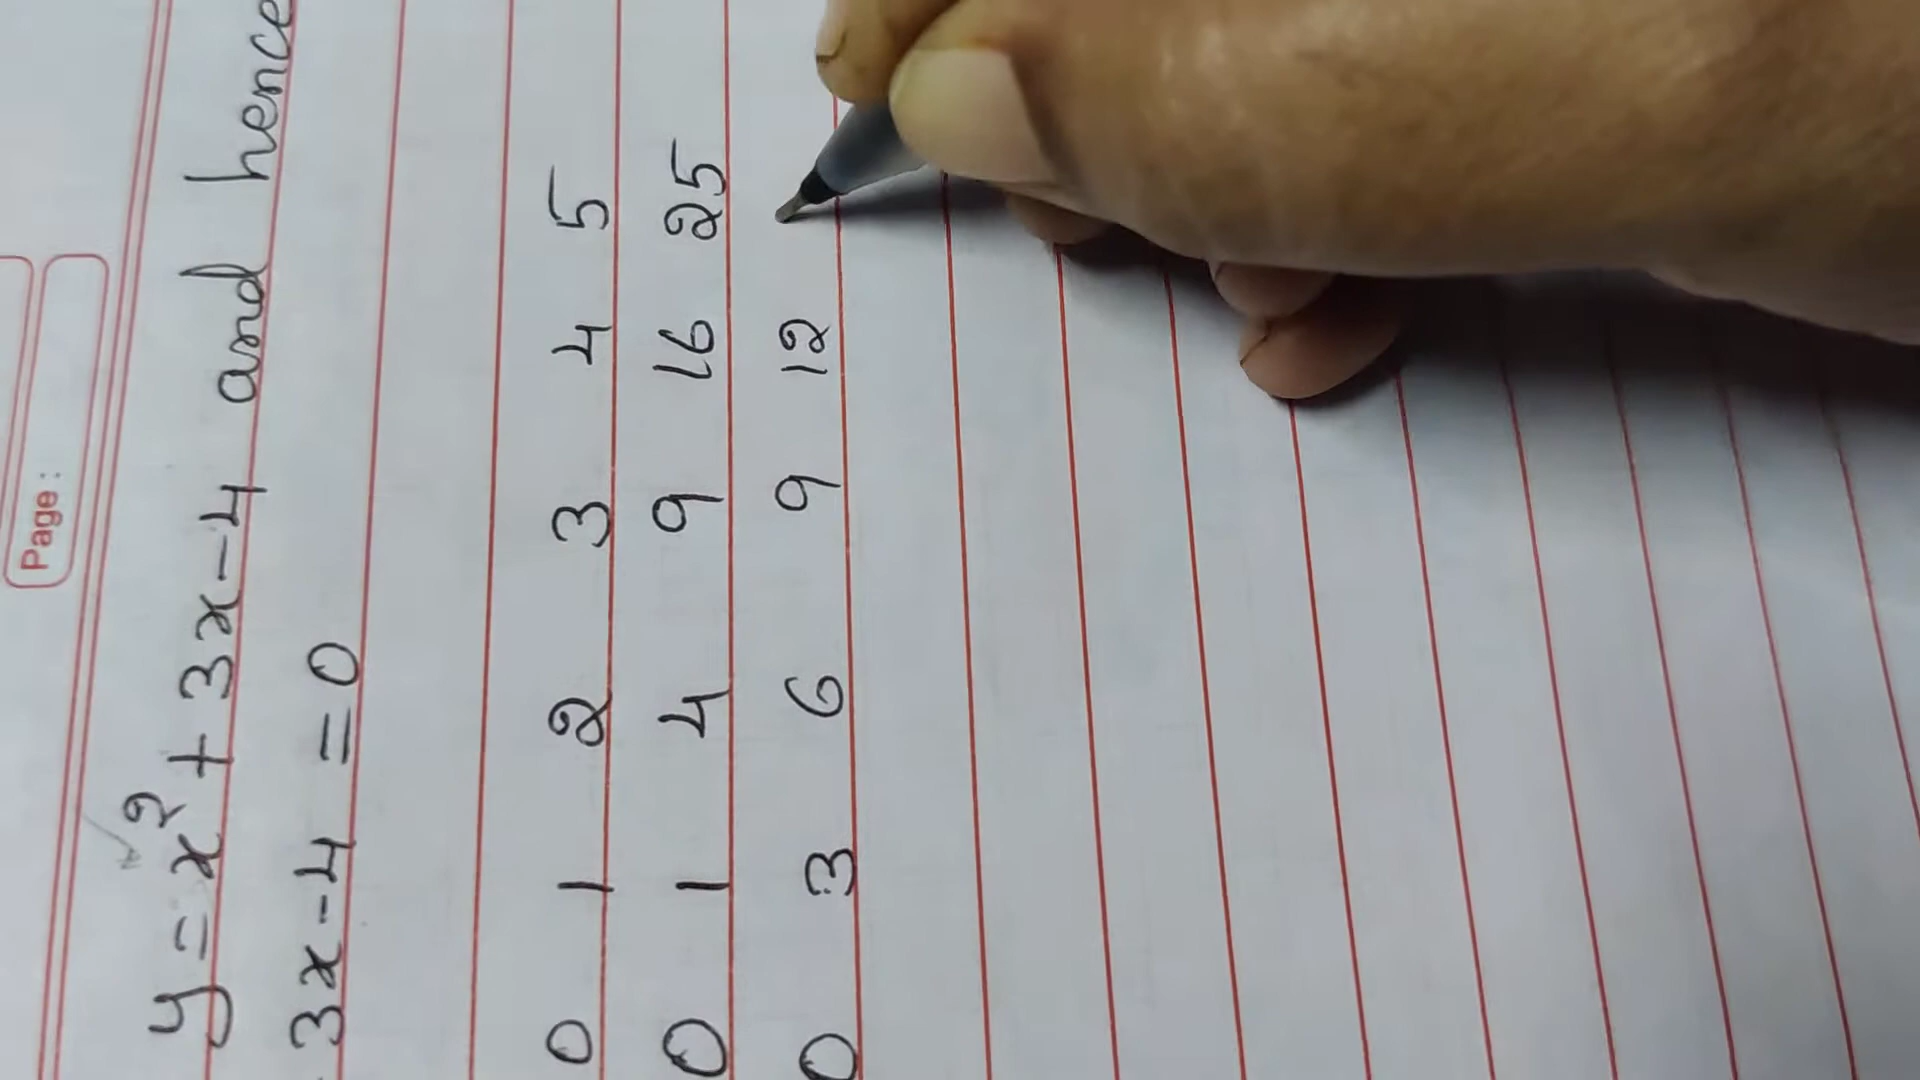 Page :
y = x² + 3x - 4 and hence
3x - 4 = 0
0 1 2 3 4 5
0 1 4 9 16 25
0 3 6 9 12